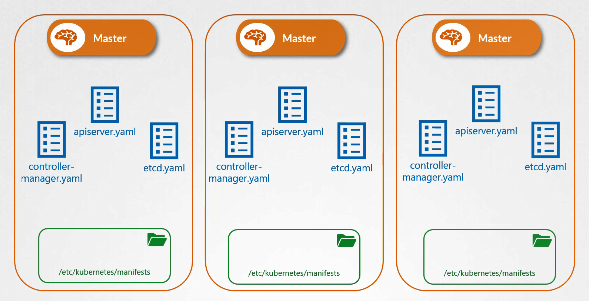 Master
apiserver.yaml
controller-
manager.yaml
etcd.yaml
/etc/kubernetes/manifests
Master
apiserver.yaml
controller-
manager.yaml
etcd.yaml
/etc/kubernetes/manifests
Master
apiserver.yaml
controller-
manager.yaml
etcd.yaml
/etc/kubernetes/manifests